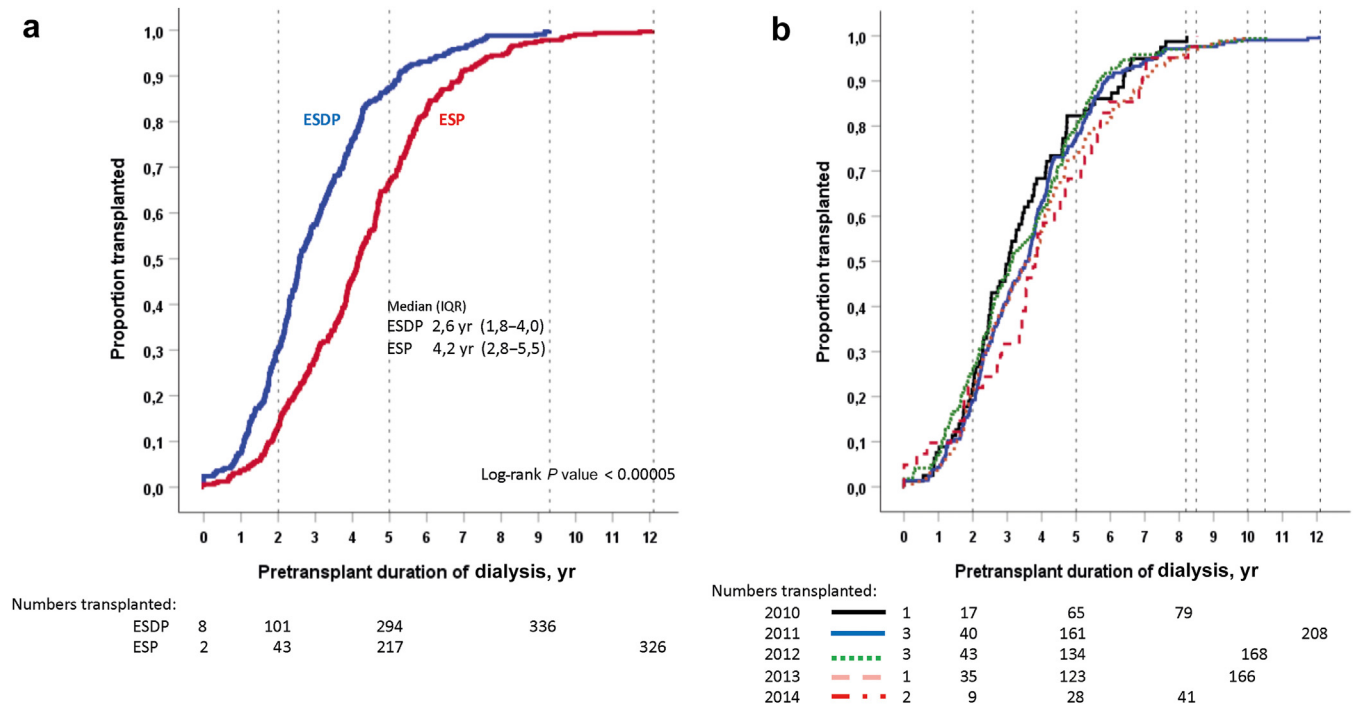 a
1,0
0,9
0,8
0,7
0,6
0,5
0,4
0,3
0,2
0,1
0,0
Proportion transplanted
ESDP
ESP
Median (IQR)
ESDP 2,6 yr (1,8–4,0)
ESP 4,2 yr (2,8–5,5)
Log-rank P value < 0.00005
0 1 2 3 4 5 6 7 8 9 10 11 12
Pretransplant duration of dialysis, yr
Numbers transplanted:
ESDP 8 101 294 336
ESP 2 43 217 326
b
1,0
0,9
0,8
0,7
0,6
0,5
0,4
0,3
0,2
0,1
0,0
Proportion transplanted
0 1 2 3 4 5 6 7 8 9 10 11 12
Pretransplant duration of dialysis, yr
Numbers transplanted:
2010 1 17 65 79
2011 3 40 161 208
2012 3 43 134 168
2013 1 35 123 166
2014 2 9 28 41